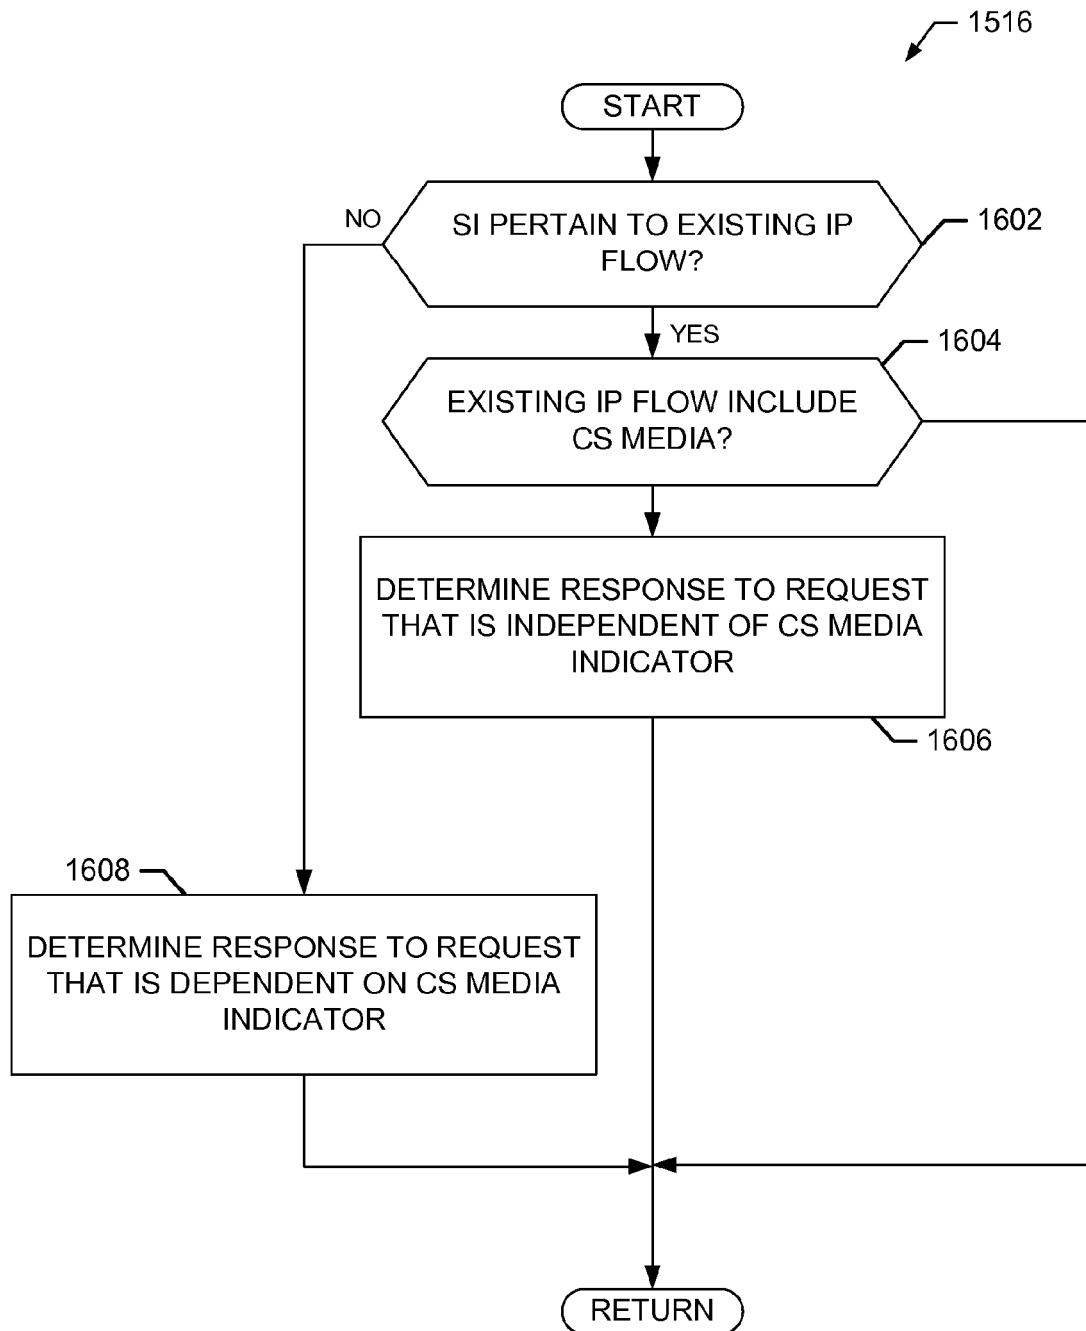 1516
START
NO
SI PERTAIN TO EXISTING IP
FLOW?
1602
YES
1604
EXISTING IP FLOW INCLUDE
CS MEDIA?
DETERMINE RESPONSE TO REQUEST
THAT IS INDEPENDENT OF CS MEDIA
INDICATOR
1606
1608
DETERMINE RESPONSE TO REQUEST
THAT IS DEPENDENT ON CS MEDIA
INDICATOR
RETURN